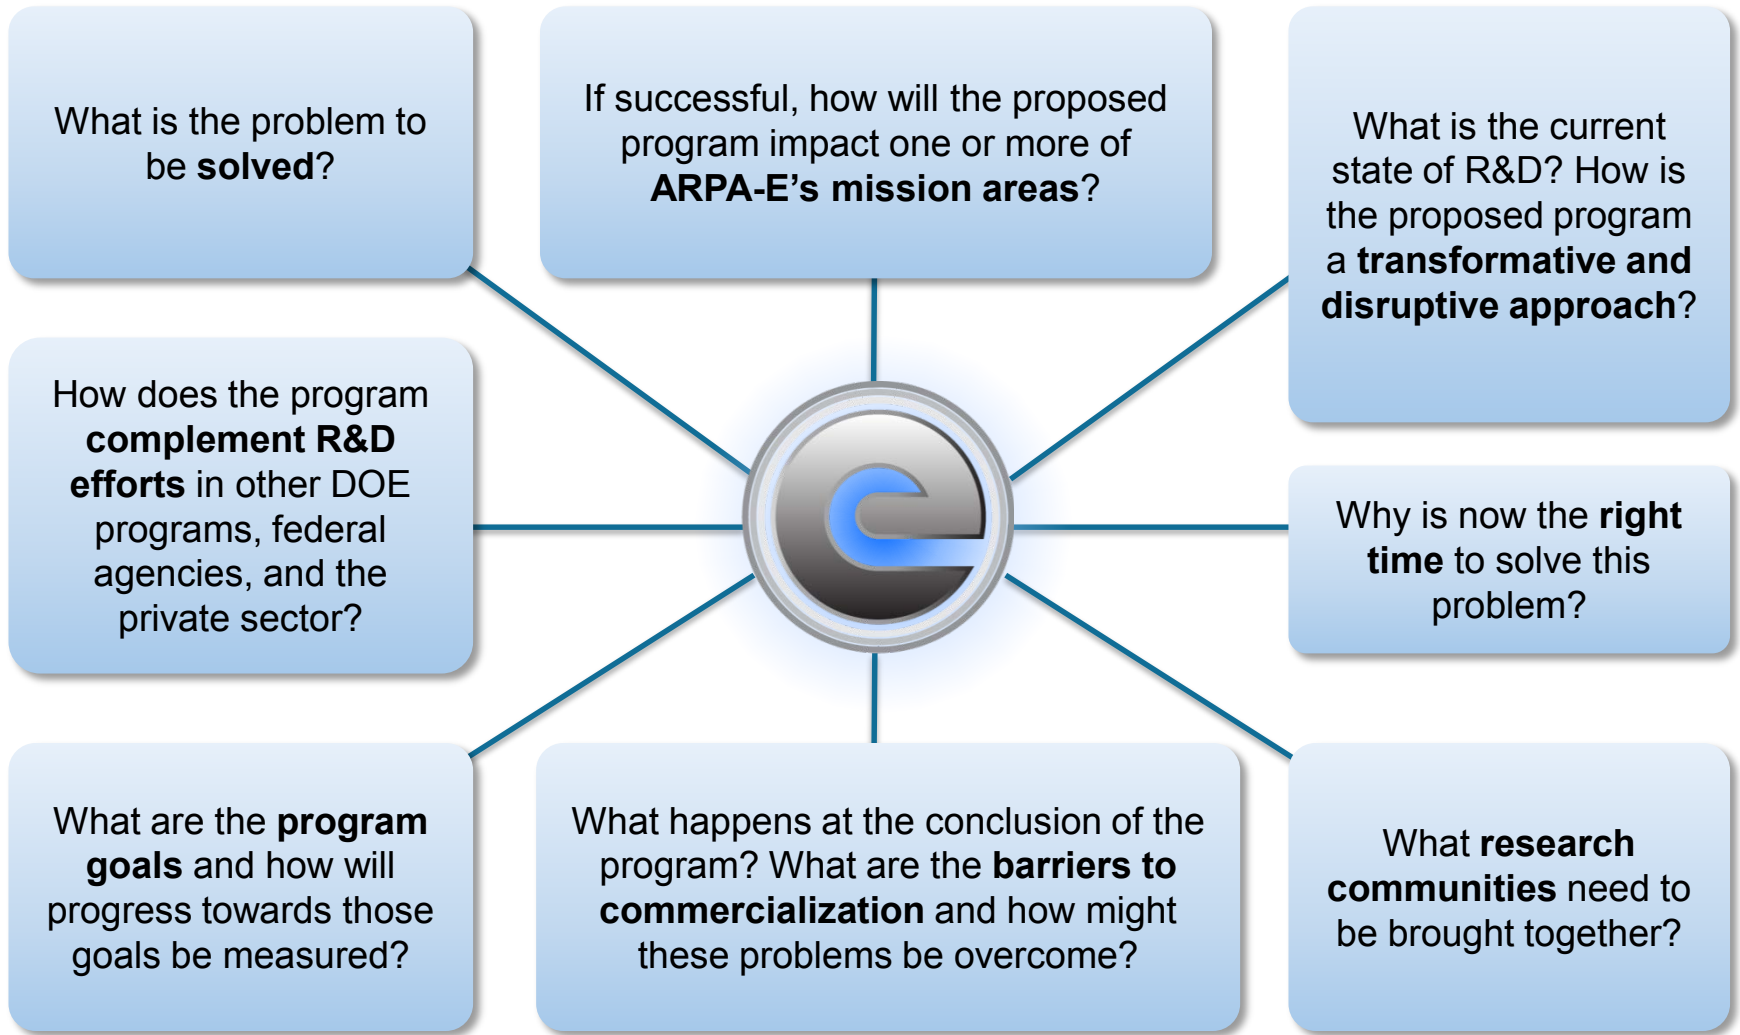 What is the problem to
be solved?
If successful, how will the proposed
program impact one or more of
ARPA-E’s mission areas?
What is the current
state of R&D? How is
the proposed program
a transformative and
disruptive approach?
How does the program
complement R&D
efforts in other DOE
programs, federal
agencies, and the
private sector?
Why is now the right
time to solve this
problem?
What are the program
goals and how will
progress towards those
goals be measured?
What happens at the conclusion of the
program? What are the barriers to
commercialization and how might
these problems be overcome?
What research
communities need to
be brought together?